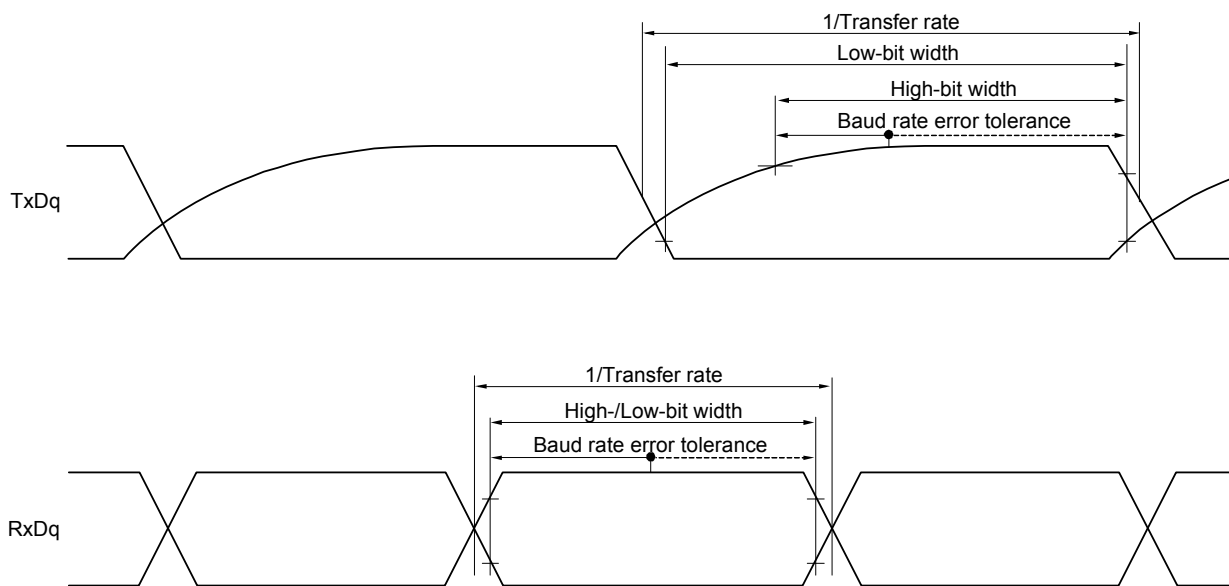 1/Transfer rate
Low-bit width
High-bit width
Baud rate error tolerance
TxDq
1/Transfer rate
High-/Low-bit width
Baud rate error tolerance
RxDq